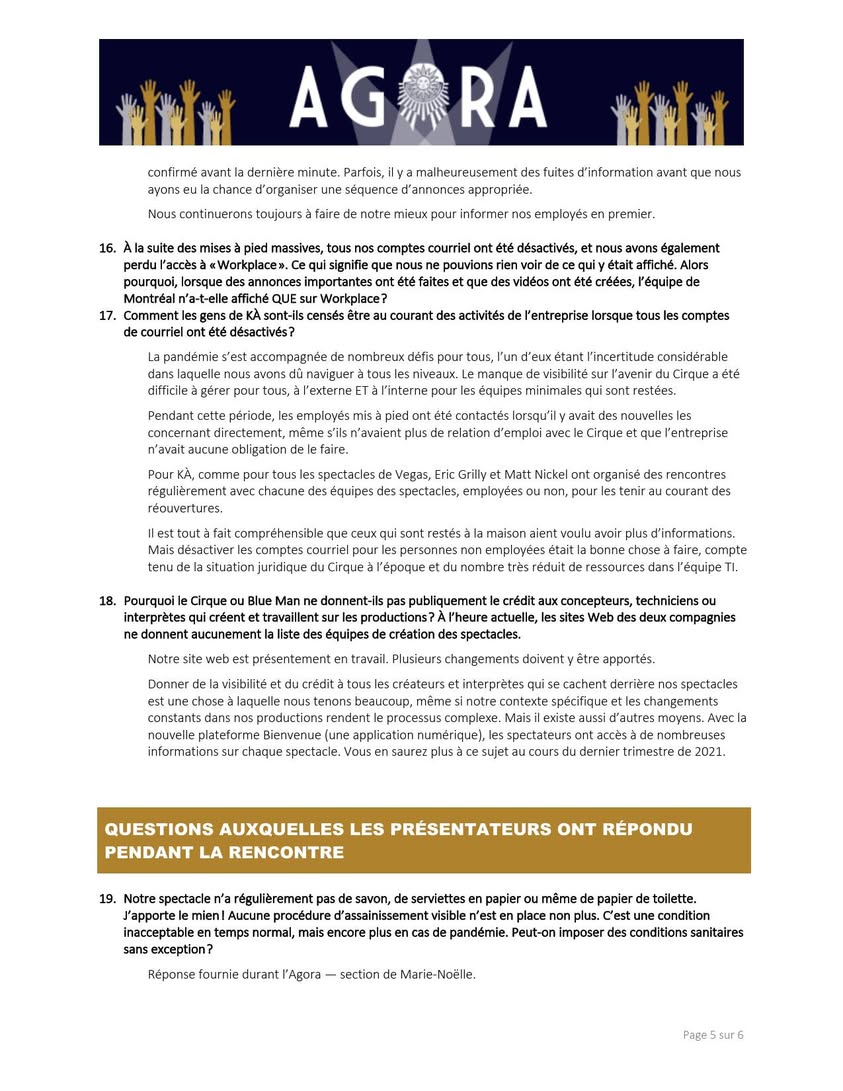 AGORA
confirmé avant la dernière minute. Parfois, il y a malheureusement des fuites d’information avant que nous
ayons eu la chance d’organiser une séquence d’annonces appropriée.
Nous continuerons toujours à faire de notre mieux pour informer nos employés en premier.
16. À la suite des mises à pied massives, tous nos comptes courriel ont été désactivés, et nous avons également
perdu l’accès à « Workplace ». Ce qui signifie que nous ne pouvions rien voir de ce qui y était affiché. Alors
pourquoi, lorsque des annonces importantes ont été faites et que des vidéos ont été créées, l’équipe de
Montréal n’a-t-elle affiché QUE sur Workplace ?
17. Comment les gens de KÀ sont-ils censés être au courant des activités de l’entreprise lorsque tous les comptes
de courriel ont été désactivés ?
La pandémie s’est accompagnée de nombreux défis pour tous, l’un d’eux étant l’incertitude considérable
dans laquelle nous avons dû naviguer à tous les niveaux. Le manque de visibilité sur l’avenir du Cirque a été
difficile à gérer pour tous, à l’externe ET à l’interne pour les équipes minimales qui sont restées.
Pendant cette période, les employés mis à pied ont été contactés lorsqu’il y avait des nouvelles les
concernant directement, même s’ils n’avaient plus de relation d’emploi avec le Cirque et que l’entreprise
n’avait aucune obligation de le faire.
Pour KÀ, comme pour tous les spectacles de Vegas, Eric Grilly et Matt Nickel ont organisé des rencontres
régulièrement avec chacune des équipes des spectacles, employées ou non, pour les tenir au courant des
réouvertures.
Il est tout à fait compréhensible que ceux qui sont restés à la maison aient voulu avoir plus d’informations.
Mais désactiver les comptes courriel pour les personnes non employées était la bonne chose à faire, compte
tenu de la situation juridique du Cirque à l’époque et du nombre très réduit de ressources dans l’équipe TI.
18. Pourquoi le Cirque ou Blue Man ne donnent-ils pas publiquement le crédit aux concepteurs, techniciens ou
interprètes qui créent et travaillent sur les productions ? À l’heure actuelle, les sites Web des deux compagnies
ne donnent aucunement la liste des équipes de création des spectacles.
Notre site web est présentement en travail. Plusieurs changements doivent y être apportés.
Donner de la visibilité et du crédit à tous les créateurs et interprètes qui se cachent derrière nos spectacles
est une chose à laquelle nous tenons beaucoup, même si notre contexte spécifique et les changements
constants dans nos productions rendent le processus complexe. Mais il existe aussi d’autres moyens. Avec la
nouvelle plateforme Bienvenue (une application numérique), les spectateurs ont accès à de nombreuses
informations sur chaque spectacle. Vous en saurez plus à ce sujet au cours du dernier trimestre de 2021.
QUESTIONS AUXQUELLES LES PRÉSENTATEURS ONT RÉPONDU
PENDANT LA RENCONTRE
19. Notre spectacle n’a régulièrement pas de savon, de serviettes en papier ou même de papier de toilette.
J’apporte le mien ! Aucune procédure d’assainissement visible n’est en place non plus. C’est une condition
inacceptable en temps normal, mais encore plus en cas de pandémie. Peut-on imposer des conditions sanitaires
sans exception ?
Réponse fournie durant l’Agora — section de Marie-Noëlle.
Page 5 sur 6